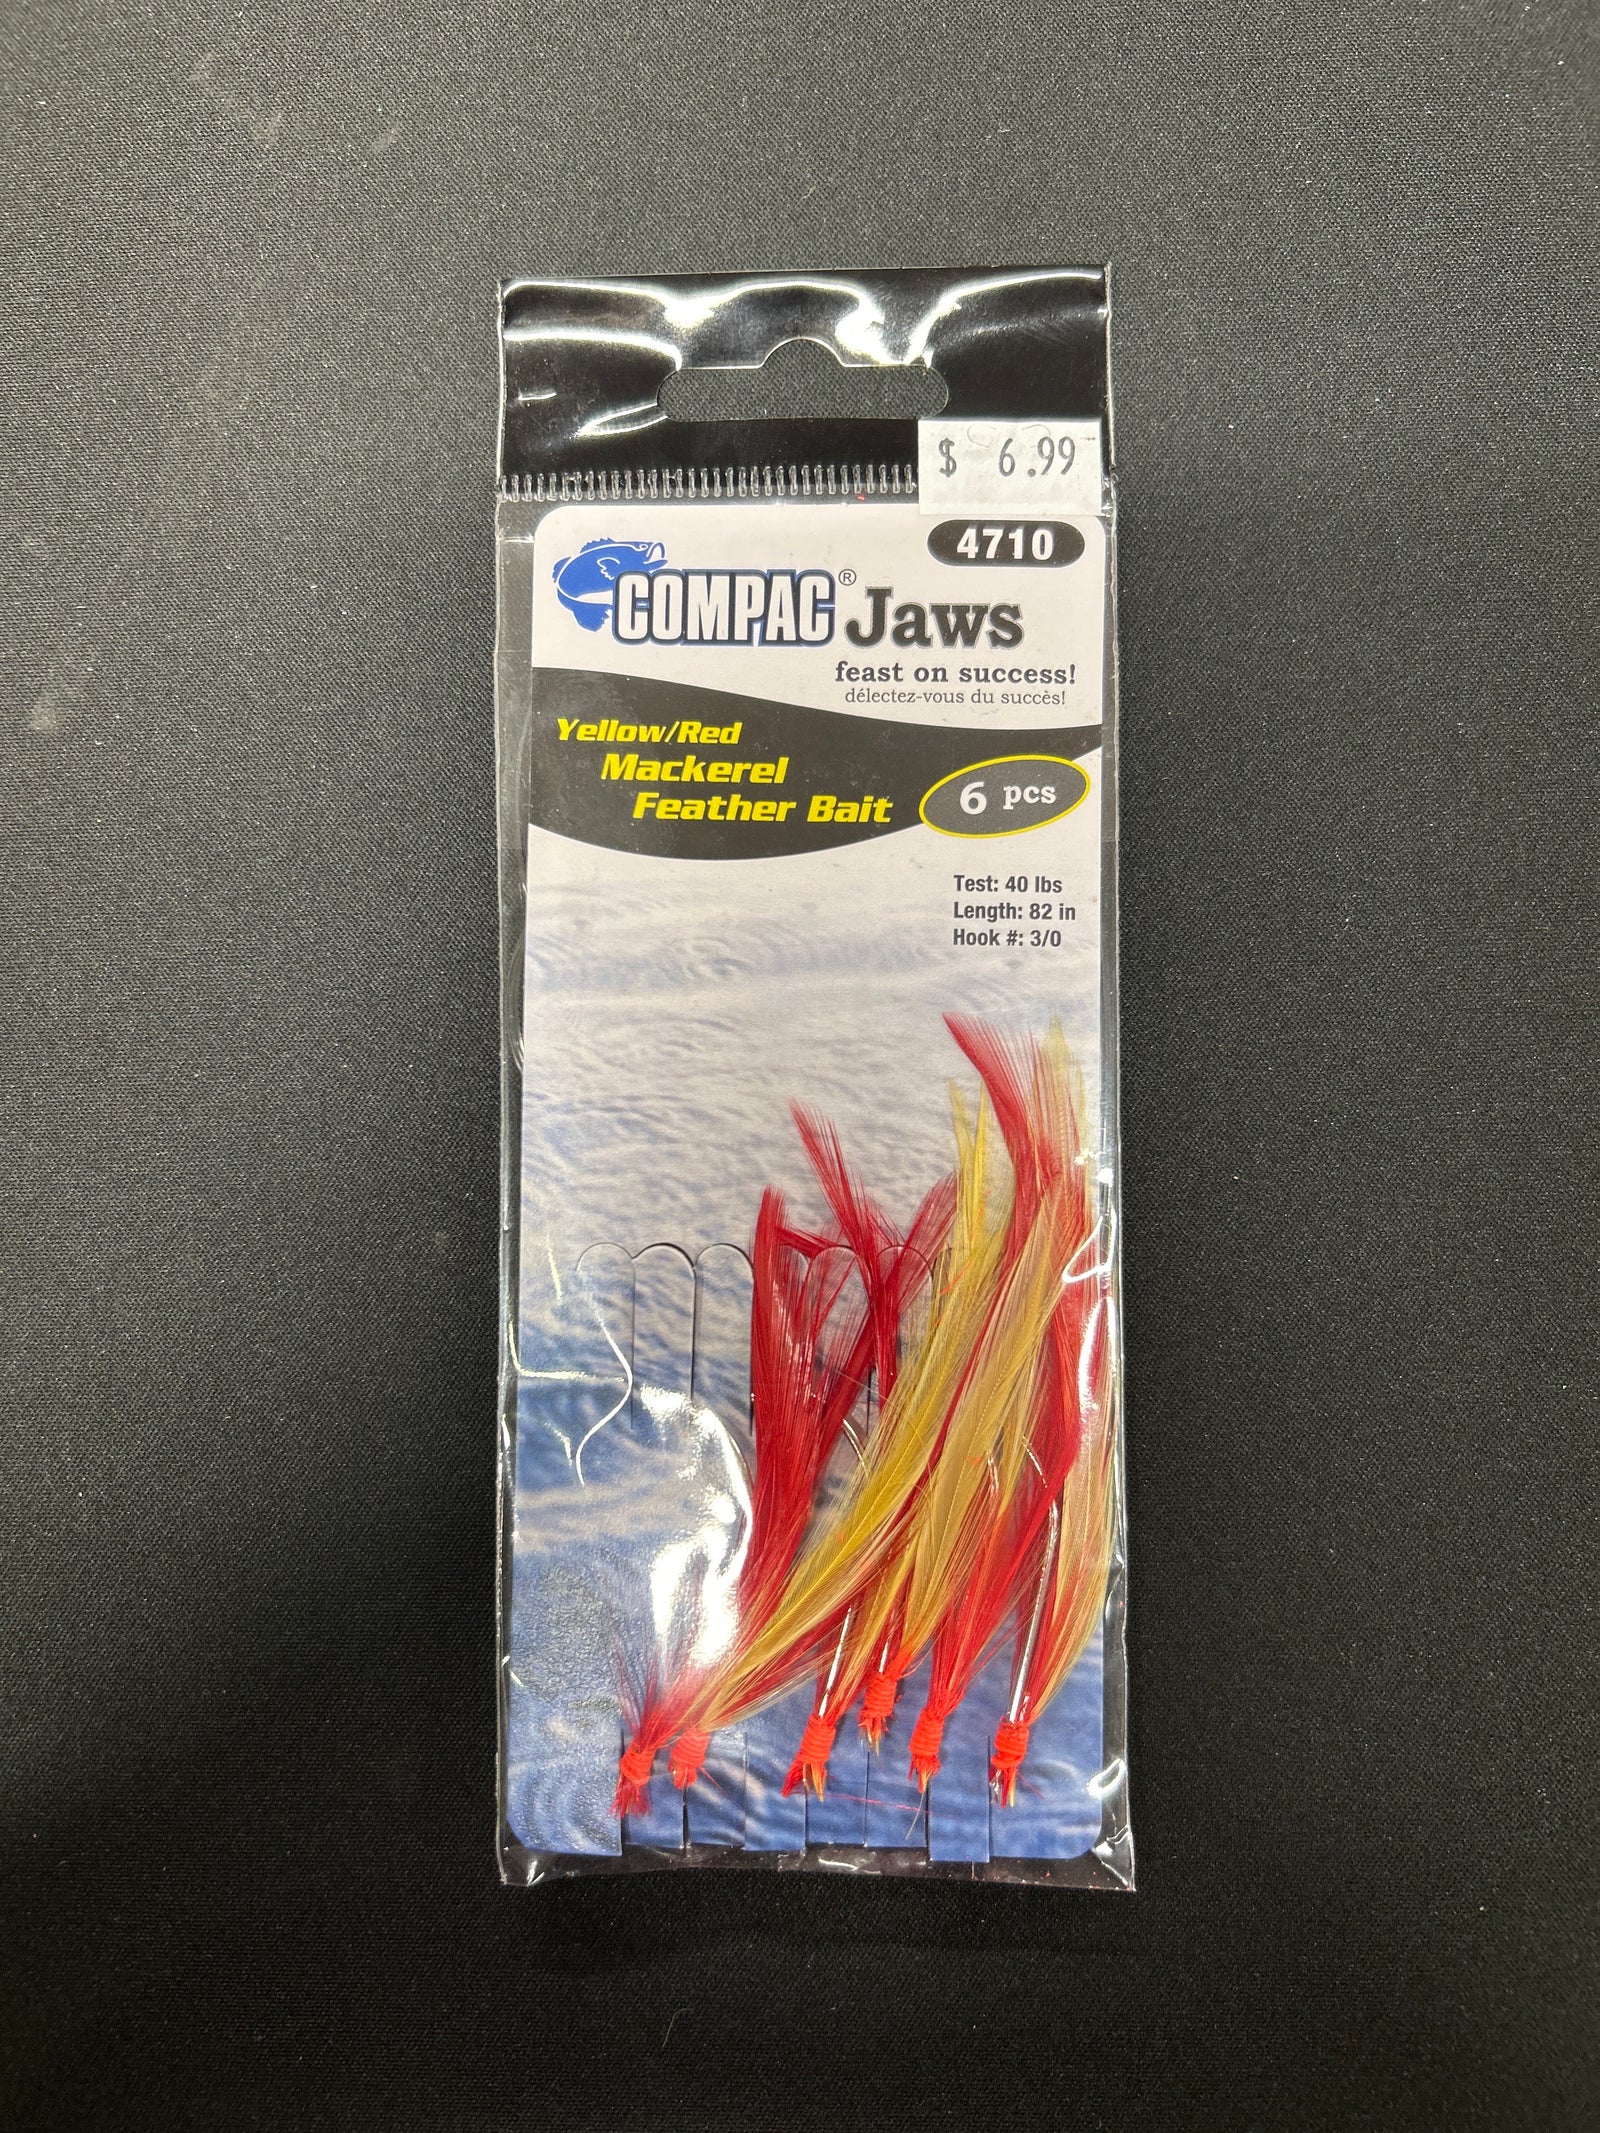 $ 6.99
4710
COMPAC® Jaws
feast on success!
délectez-vous du succès!
Yellow/Red
Mackerel
Feather Bait
6 pcs
Test: 40 lbs
Length: 82 in
Hook #: 3/0